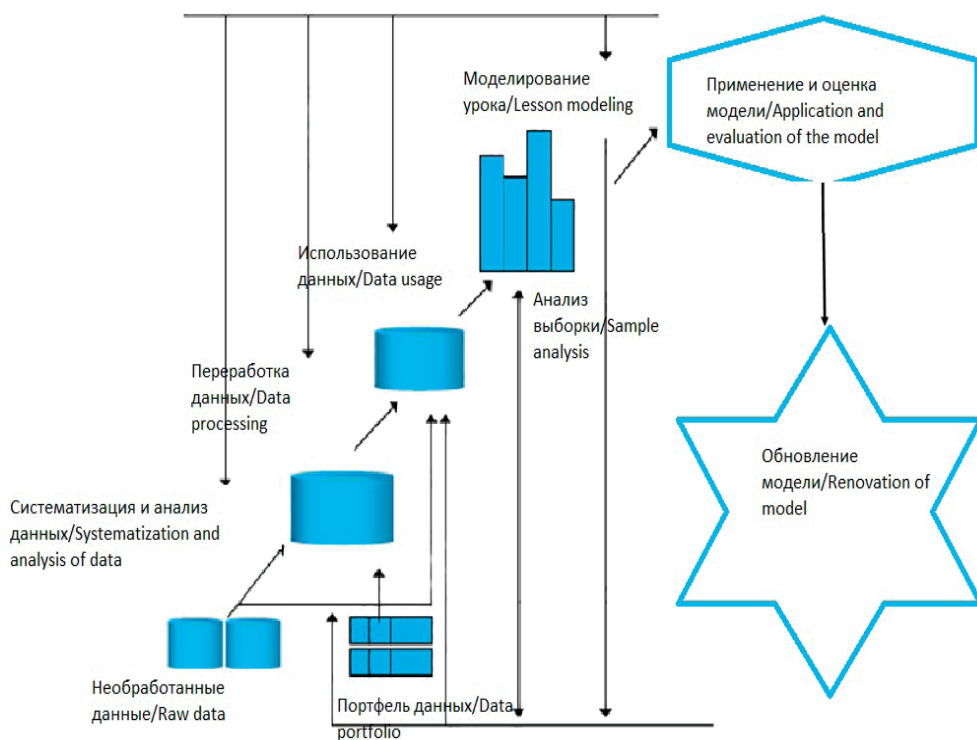 Моделирование
урока/Lesson modeling
Применение и оценка
модели/Application and
evaluation of the model
Использование
данных/Data usage
Анализ
выборки/Sample
analysis
Переработка
данных/Data
processing
Обновление
модели/Renovation of
model
Систематизация и анализ
данных/Systematization and
analysis of data
Необработанные
данные/Raw data
Портфель данных/Data
portfolio